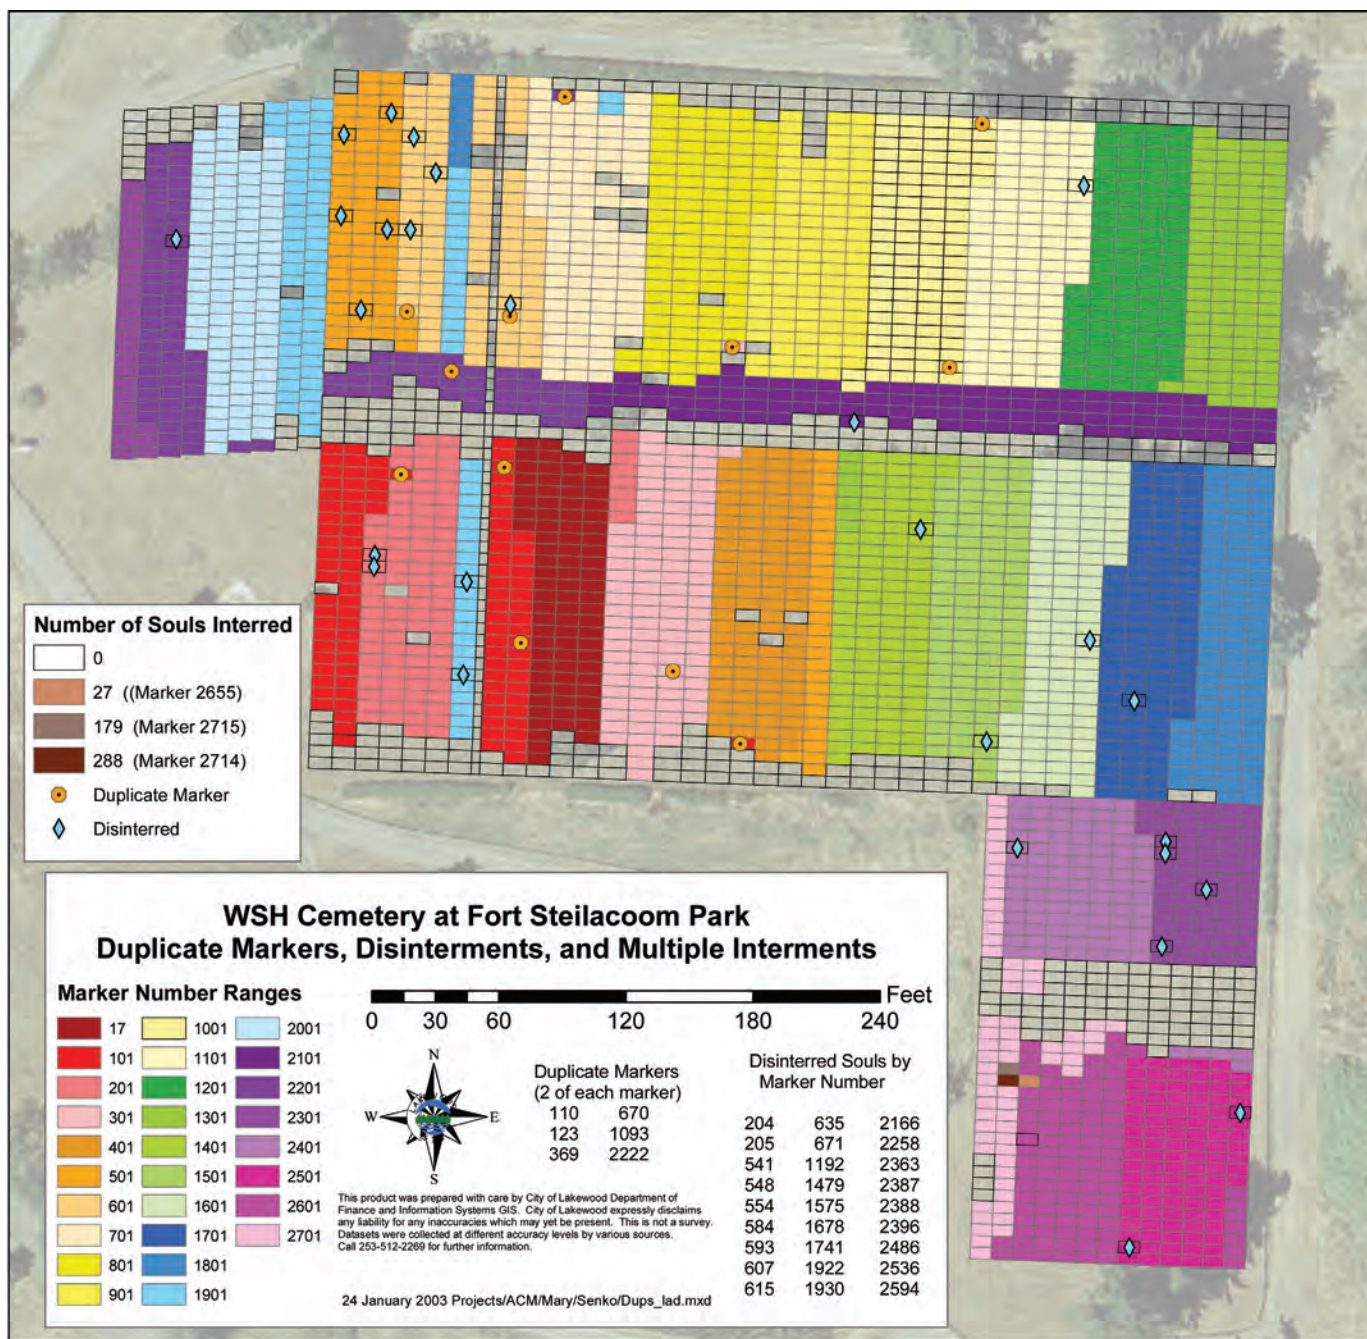 Number of Souls Interred
0
27 ((Marker 2655)
179 (Marker 2715)
288 (Marker 2714)
Duplicate Marker
Disinterred
WSH Cemetery at Fort Steilacoom Park
Duplicate Markers, Disinterments, and Multiple Interments
Marker Number Ranges
17 1001 2001
101 1101 2101
201 1201 2201
301 1301 2301
401 1401 2401
501 1501 2501
601 1601 2601
701 1701 2701
801 1801
901 1901
Feet
0 30 60 120 180 240
N
W E
S
Duplicate Markers
(2 of each marker)
110 670
123 1093
369 2222
Disinterred Souls by
Marker Number
204 635 2166
205 671 2258
541 1192 2363
548 1479 2387
554 1575 2388
584 1678 2396
593 1741 2486
607 1922 2536
615 1930 2594
This product was prepared with care by City of Lakewood Department of
Finance and Information Systems GIS. City of Lakewood expressly disclaims
any liability for any inaccuracies which may yet be present. This is not a survey.
Datasets were collected at different accuracy levels by various sources.
Call 253-512-2269 for further information.
24 January 2003 Projects/ACM/Mary/Senko/Dups_lad.mxd